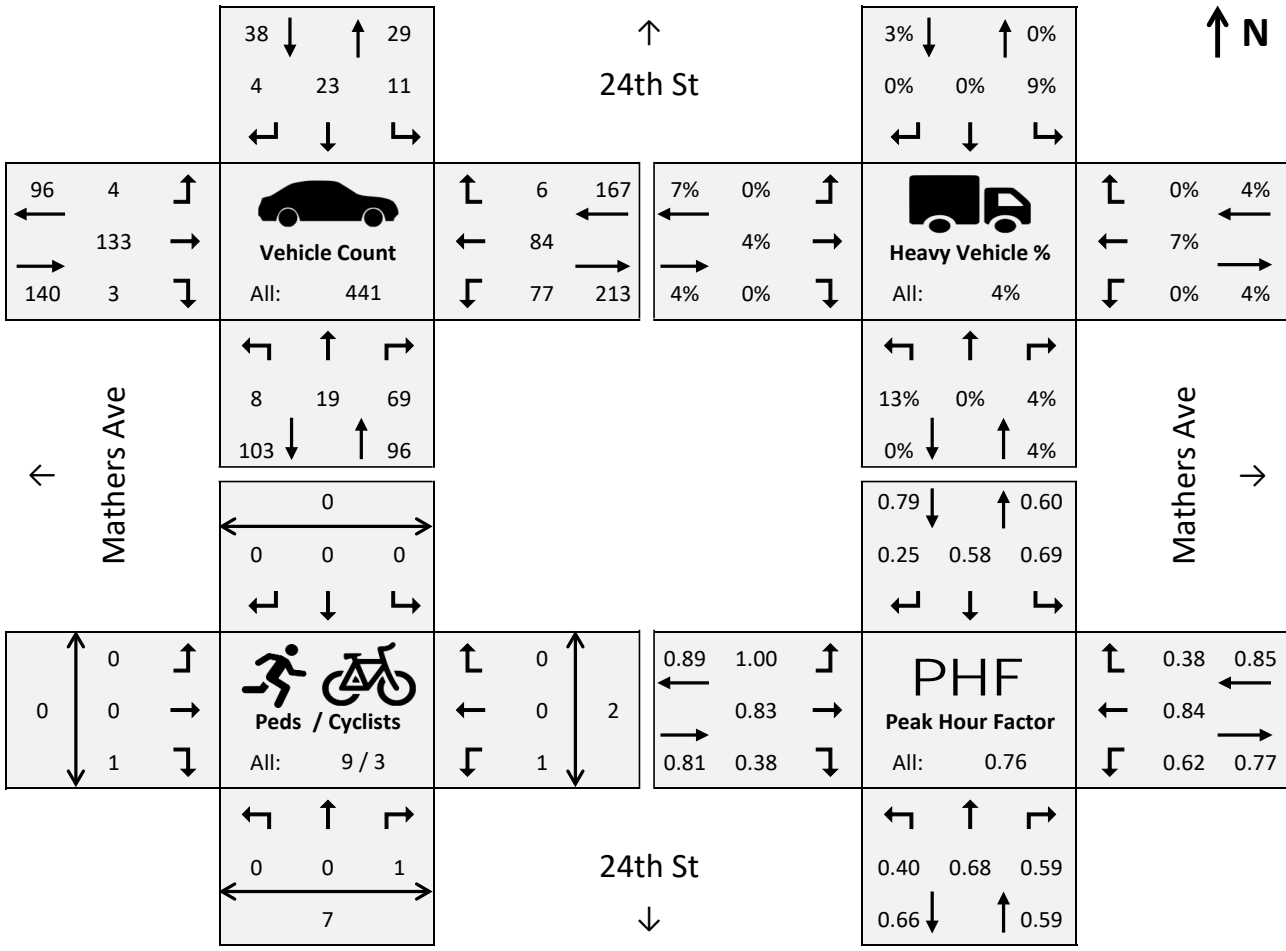 38 29 3% 0% N
24th St
4 23 11 0% 0% 9%
96 4 6 167 7% 0% 0% 4%
133 Vehicle Count 84 4% Heavy Vehicle % 7%
140 3 All: 441 77 213 4% 0% All: 4% 0% 4%
8 19 69 13% 0% 4%
103 96 0% 4%
Mathers Ave
Mathers Ave
0 0.79 0.60
0 0 0 0.25 0.58 0.69
0 0 0.89 1.00 PHF 0.38 0.85
0 0 Peds / Cyclists 0 2 0.83 Peak Hour Factor 0.84
1 All: 9 / 3 1 0.81 0.38 All: 0.76 0.62 0.77
0 0 1 0.40 0.68 0.59
24th St
7 0.66 0.59